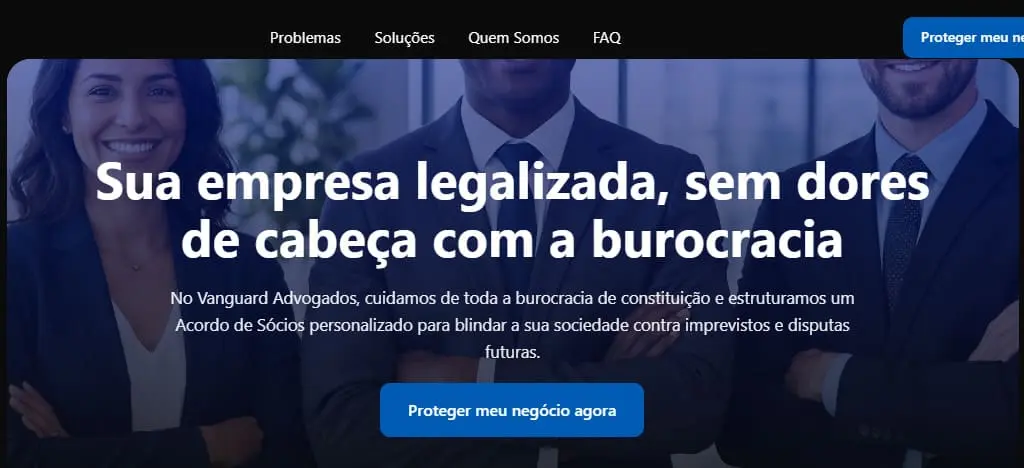 Problemas
Soluções
Quem Somos
FAQ
Proteger meu
Sua empresa legalizada, sem dores
de cabeça com a burocracia
No Vanguard Advogados, cuidamos de toda a burocracia de constituição e estruturamos um
Acordo de Sócios personalizado para blindar a sua sociedade contra imprevistos e disputas
futuras.
Proteger meu negócio agora